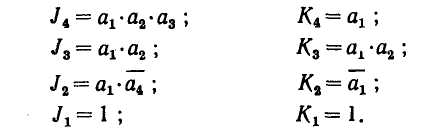 J₄ = a₁·a₂·a₃ ; K₄ = a₁ ;
J₃ = a₁·a₂ ; K₃ = a₁·a₂ ;
J₂ = a₁·a̅₄̅ ; K₂ = a̅₁̅ ;
J₁ = 1 ; K₁ = 1.